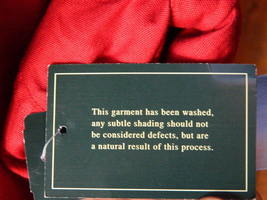 This garment has been washed,
any subtle shading should not
be considered defects, but are
a natural result of this process.